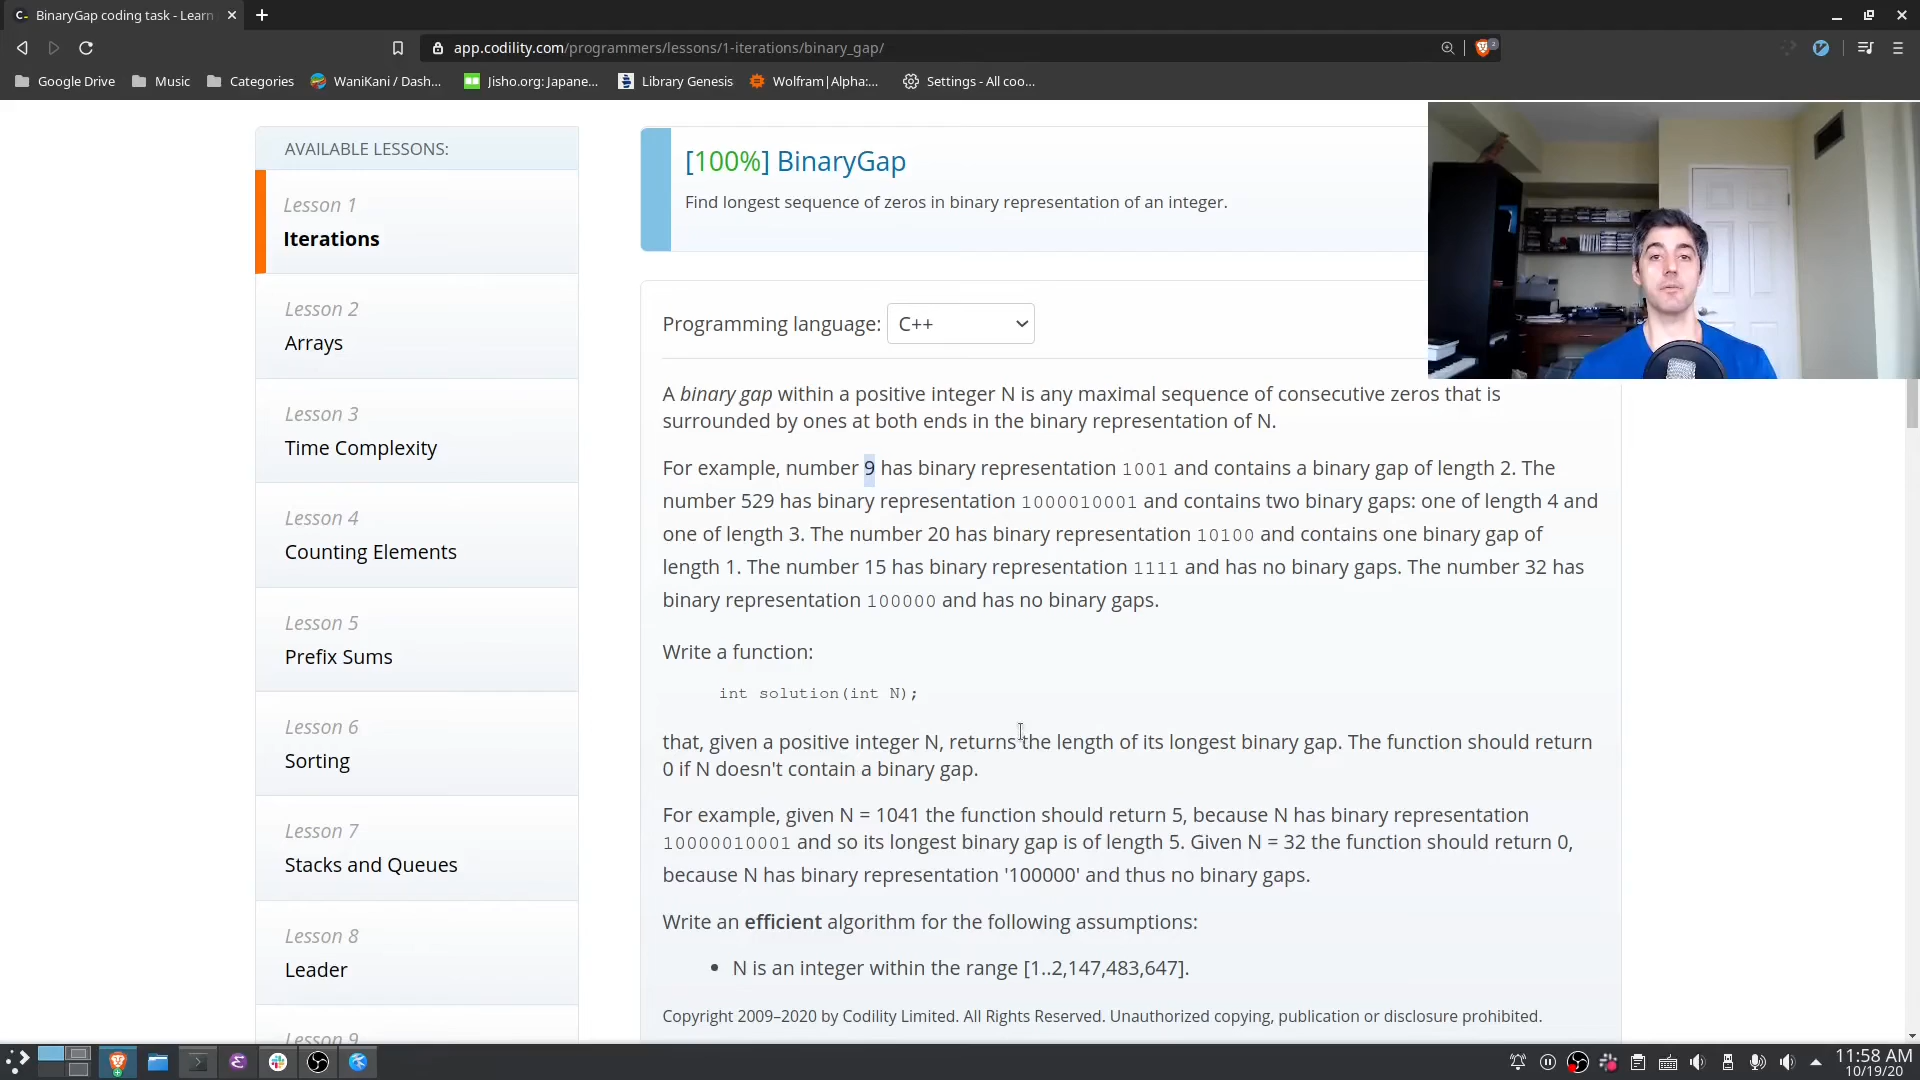 BinaryGap coding task - Learn
app.codility.com/programmers/lessons/1-iterations/binary_gap/
Google Drive
Music
Categories
WaniKani / Dash...
Jisho.org: Japane...
Library Genesis
Wolfram|Alpha:...
Settings - All coo...
AVAILABLE LESSONS:
Lesson 1
Iterations
Lesson 2
Arrays
Lesson 3
Time Complexity
Lesson 4
Counting Elements
Lesson 5
Prefix Sums
Lesson 6
Sorting
Lesson 7
Stacks and Queues
Lesson 8
Leader
Lesson 9
[100%] BinaryGap
Find longest sequence of zeros in binary representation of an integer.
Programming language: C++
A binary gap within a positive integer N is any maximal sequence of consecutive zeros that is
surrounded by ones at both ends in the binary representation of N.
For example, number 9 has binary representation 1001 and contains a binary gap of length 2. The
number 529 has binary representation 1000010001 and contains two binary gaps: one of length 4 and
one of length 3. The number 20 has binary representation 10100 and contains one binary gap of
length 1. The number 15 has binary representation 1111 and has no binary gaps. The number 32 has
binary representation 100000 and has no binary gaps.
Write a function:
int solution(int N);
that, given a positive integer N, returns the length of its longest binary gap. The function should return
0 if N doesn't contain a binary gap.
For example, given N = 1041 the function should return 5, because N has binary representation
10000010001 and so its longest binary gap is of length 5. Given N = 32 the function should return 0,
because N has binary representation '100000' and thus no binary gaps.
Write an efficient algorithm for the following assumptions:
• N is an integer within the range [1..2,147,483,647].
Copyright 2009–2020 by Codility Limited. All Rights Reserved. Unauthorized copying, publication or disclosure prohibited.
11:58 AM
10/19/20